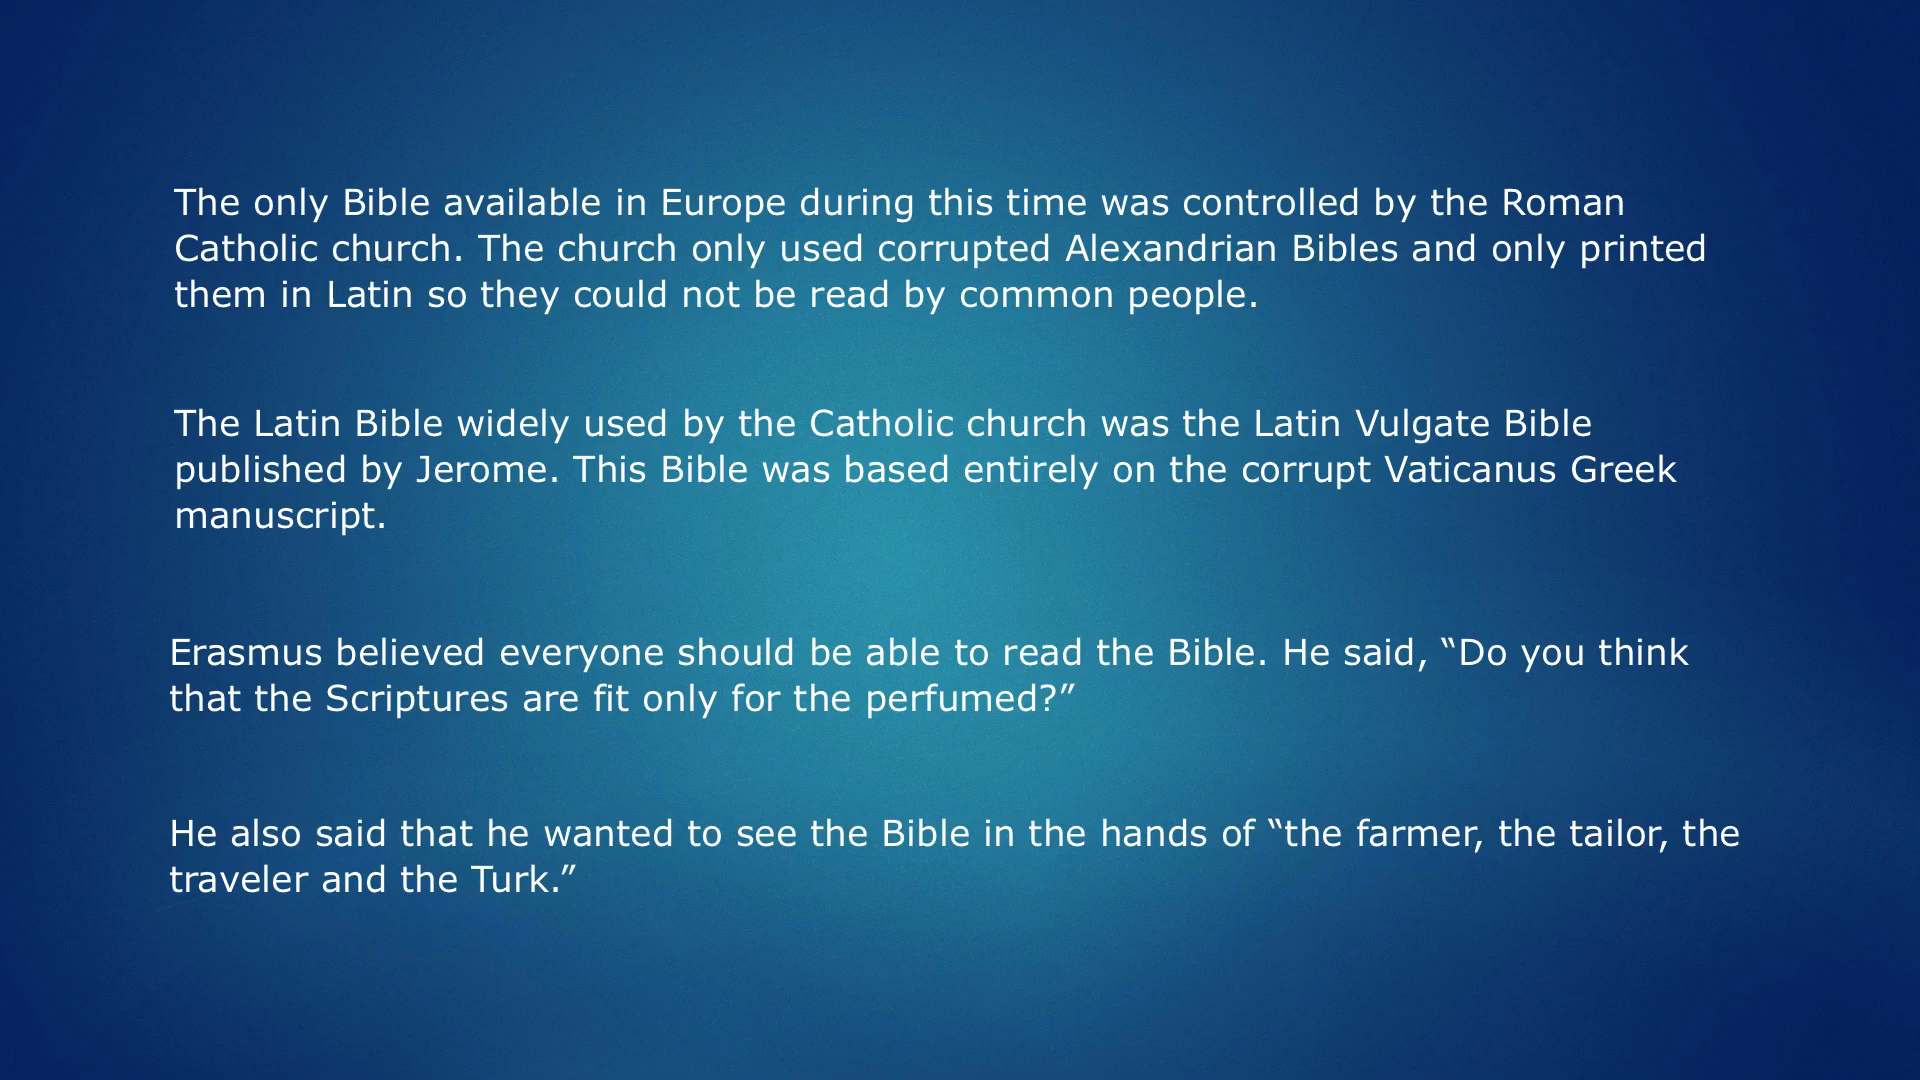 The only Bible available in Europe during this time was controlled by the Roman
Catholic church. The church only used corrupted Alexandrian Bibles and only printed
them in Latin so they could not be read by common people.
The Latin Bible widely used by the Catholic church was the Latin Vulgate Bible
published by Jerome. This Bible was based entirely on the corrupt Vaticanus Greek
manuscript.
Erasmus believed everyone should be able to read the Bible. He said, “Do you think
that the Scriptures are fit only for the perfumed?”
He also said that he wanted to see the Bible in the hands of “the farmer, the tailor, the
traveler and the Turk.”